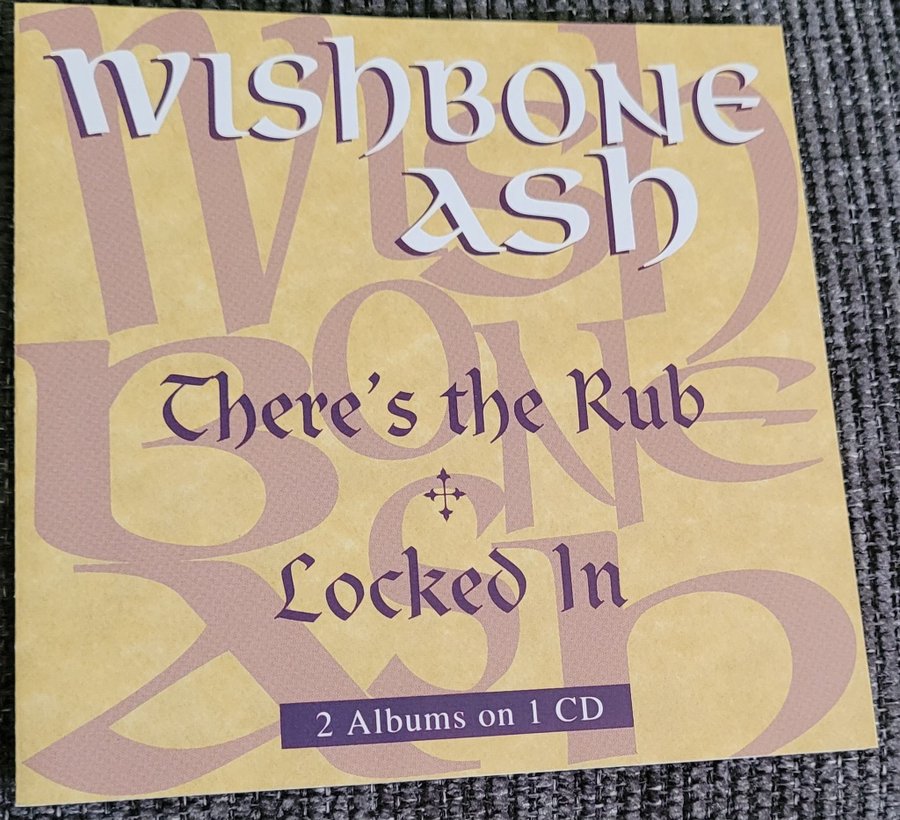 WISHBONE
ASH
There's the Rub
Locked In
2 Albums on 1 CD